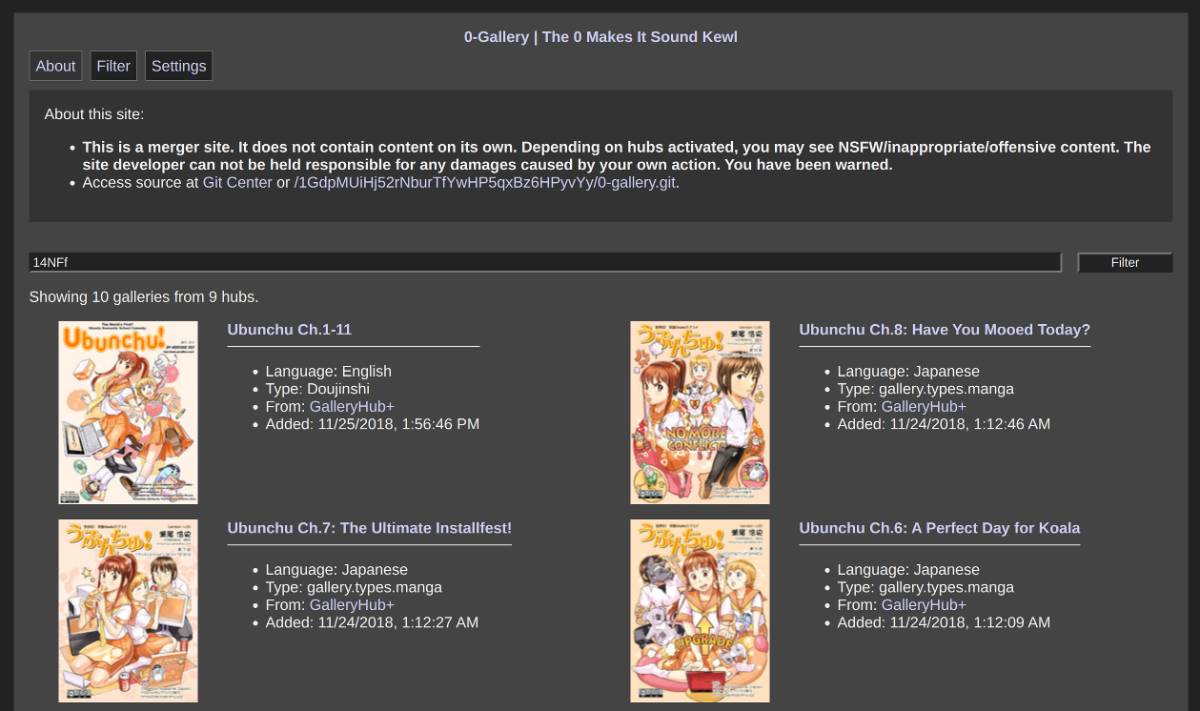 0-Gallery | The 0 Makes It Sound Kewl
About Filter Settings
About this site:
• This is a merger site. It does not contain content on its own. Depending on hubs activated, you may see NSFW/inappropriate/offensive content. The
site developer can not be held responsible for any damages caused by your own action. You have been warned.
• Access source at Git Center or /1GdpMUiHj52rNburTfYwHP5qxBz6HPyvYy/0-gallery.git.
14NFf
Filter
Showing 10 galleries from 9 hubs.
Ubunchu!
Ubunchu Ch.1-11
• Language: English
• Type: Doujinshi
• From: GalleryHub+
• Added: 11/25/2018, 1:56:46 PM
うぶんちゅ!
NO MORE
CONFLICT
Ubunchu Ch.8: Have You Mooed Today?
• Language: Japanese
• Type: gallery.types.manga
• From: GalleryHub+
• Added: 11/24/2018, 1:12:46 AM
うぶんちゅ!
Ubunchu Ch.7: The Ultimate Installfest!
• Language: Japanese
• Type: gallery.types.manga
• From: GalleryHub+
• Added: 11/24/2018, 1:12:27 AM
うぶんちゅ!
UPGRADE
Ubunchu Ch.6: A Perfect Day for Koala
• Language: Japanese
• Type: gallery.types.manga
• From: GalleryHub+
• Added: 11/24/2018, 1:12:09 AM